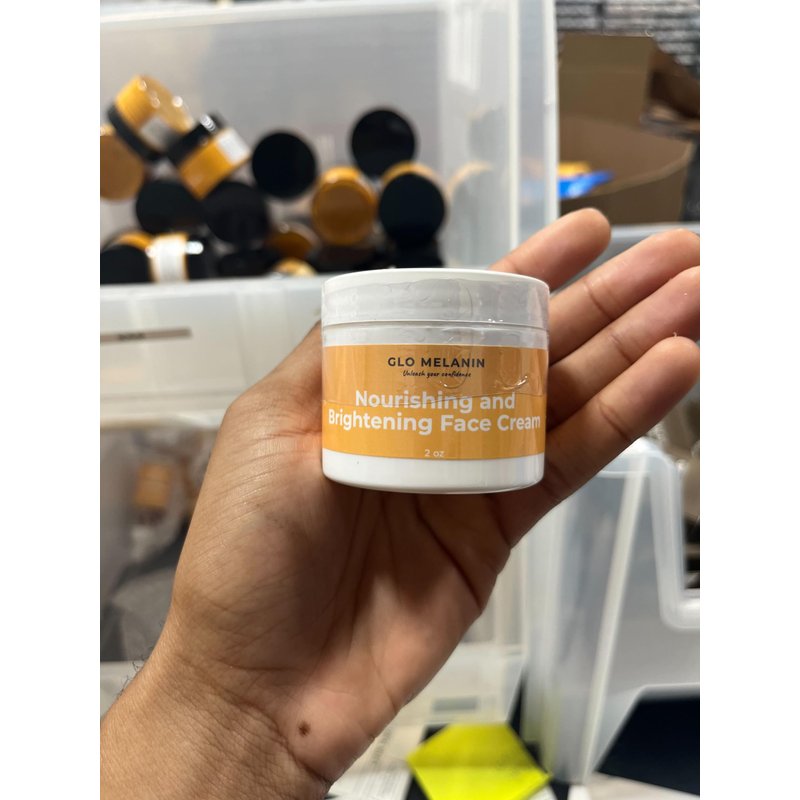 GLO MELANIN
Unleash your confidence
Nourishing and
Brightening Face Cream
2 oz